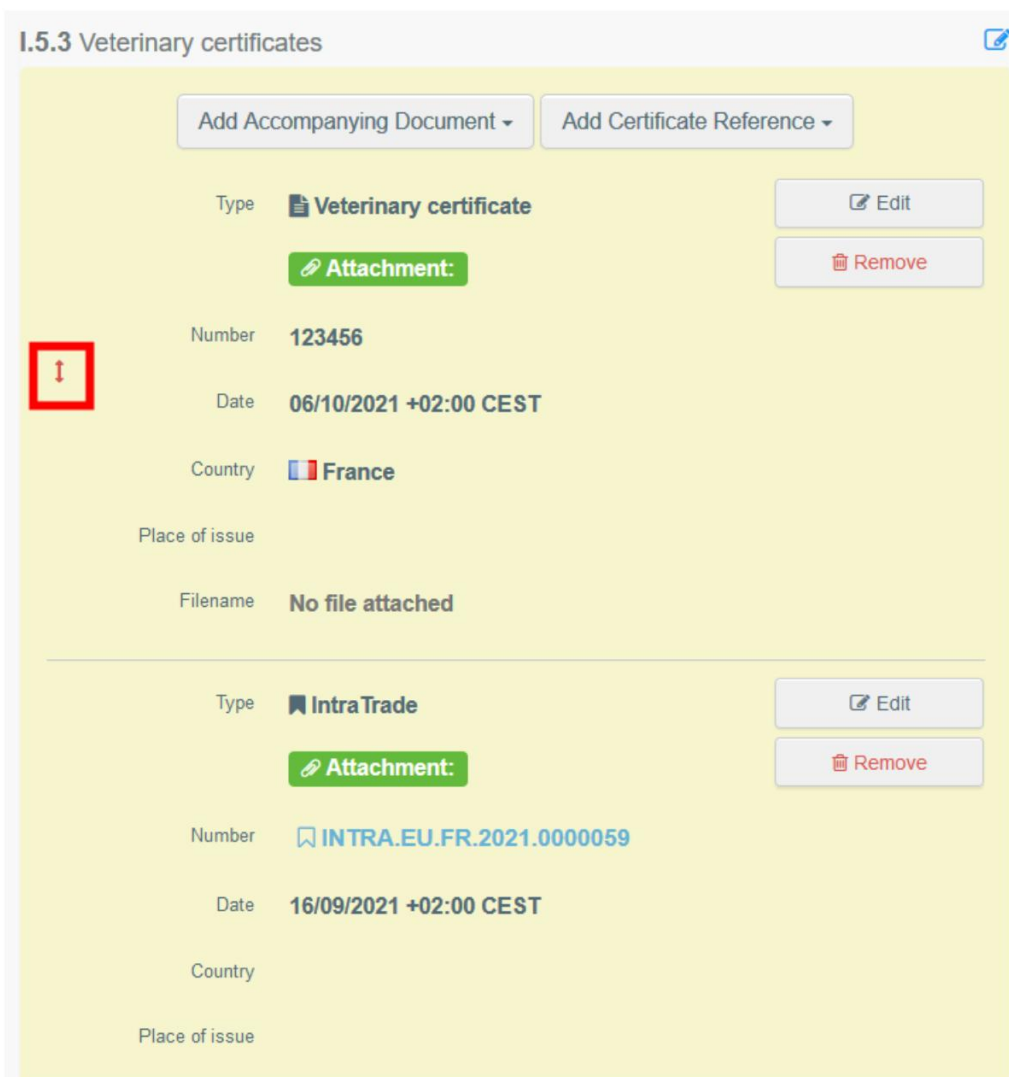 I.5.3 Veterinary certificates
Add Accompanying Document Add Certificate Reference
Type Veterinary certificate Edit
Attachment: Remove
Number 123456
Date 06/10/2021 +02:00 CEST
Country France
Place of issue
Filename No file attached
Type IntraTrade Edit
Attachment: Remove
Number INTRA.EU.FR.2021.0000059
Date 16/09/2021 +02:00 CEST
Country
Place of issue